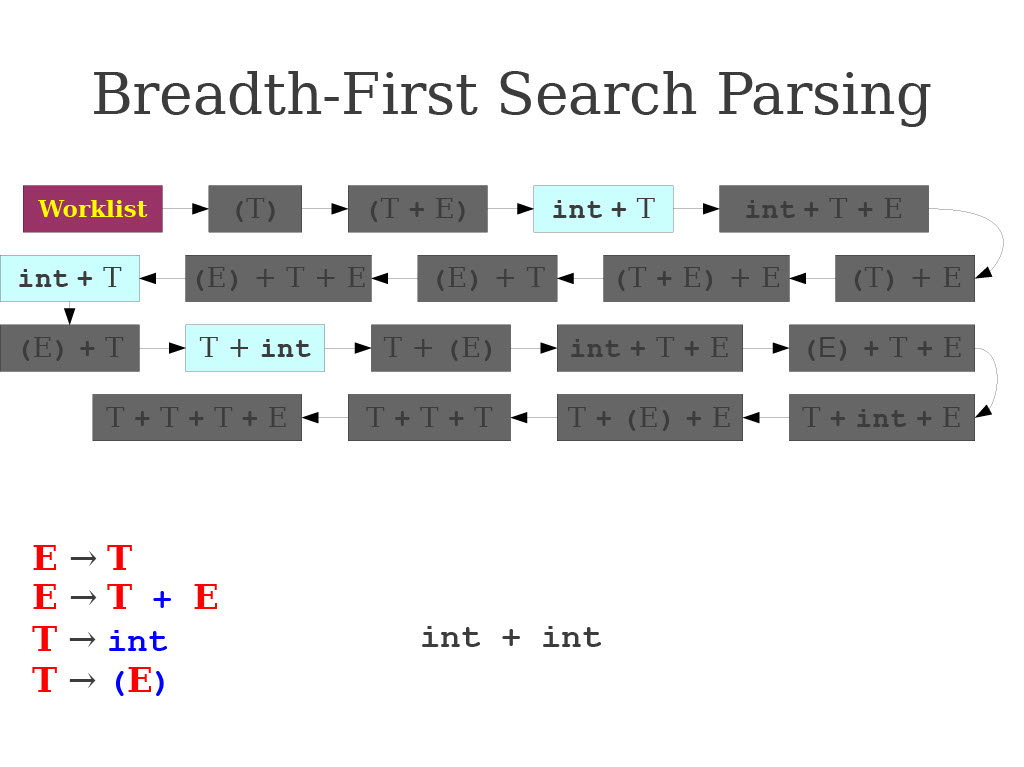 Breadth-First Search Parsing
Worklist (T) (T + E) int + T int + T + E
int + T (E) + T + E (E) + T (T + E) + E (T) + E
(E) + T T + int T + (E) int + T + E (E) + T + E
T + T + T + E T + T + T T + (E) + E T + int + E
E → T
E → T + E
T → int
T → (E)
int + int